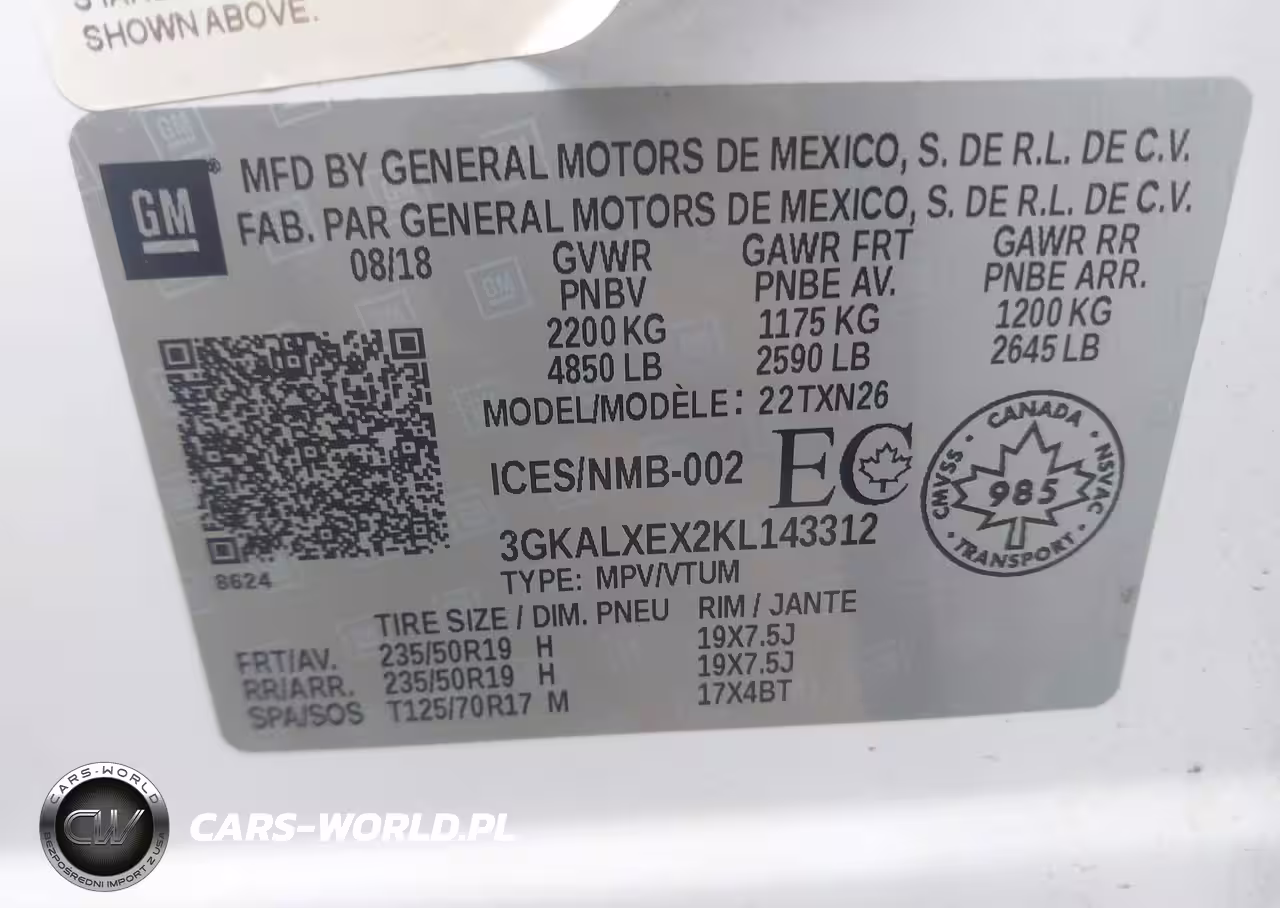 SHOWN ABOVE.
GM
MFD BY GENERAL MOTORS DE MEXICO, S. DE R.L. DE C.V.
FAB. PAR GENERAL MOTORS DE MEXICO, S. DE R.L. DE C.V.
08/18 GVWR GAWR FRT GAWR RR
PNBV PNBE AV. PNBE ARR.
2200 KG 1175 KG 1200 KG
4850 LB 2590 LB 2645 LB
MODEL/MODÈLE: 22TXN26
ICES/NMB-002 EC
CANADA
CMVSS 985 NSVAC
TRANSPORT
3GKALXEX2KL143312
8624
TYPE: MPV/VTUM
TIRE SIZE / DIM. PNEU RIM / JANTE
FRT/AV. 235/50R19 H 19X7.5J
RR/ARR. 235/50R19 H 19X7.5J
SPA/SOS T125/70R17 M 17X4BT
CARS-WORLD
CW
BEZPOŚREDNI IMPORT Z USA
CARS-WORLD.PL